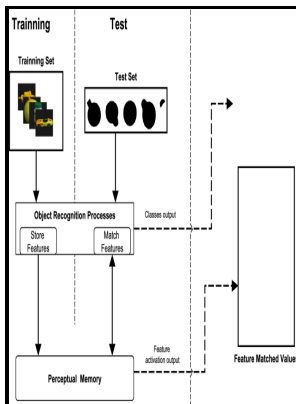 Trainning
Test
Trainning Set
Test Set
Object Recognition Processes
Store
Features
Match
Features
Classes output
Feature
activation output
Perceptual Memory
Feature Matched Values